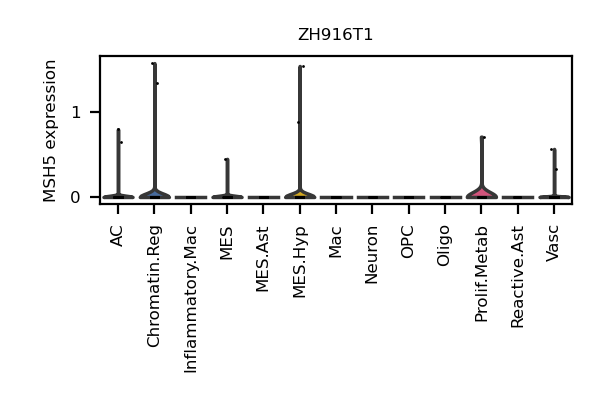 ZH916T1
MSH5 expression
1
0
AC
Chromatin.Reg
Inflammatory.Mac
MES
MES.Ast
MES.Hyp
Mac
Neuron
OPC
Oligo
Prolif.Metab
Reactive.Ast
Vasc